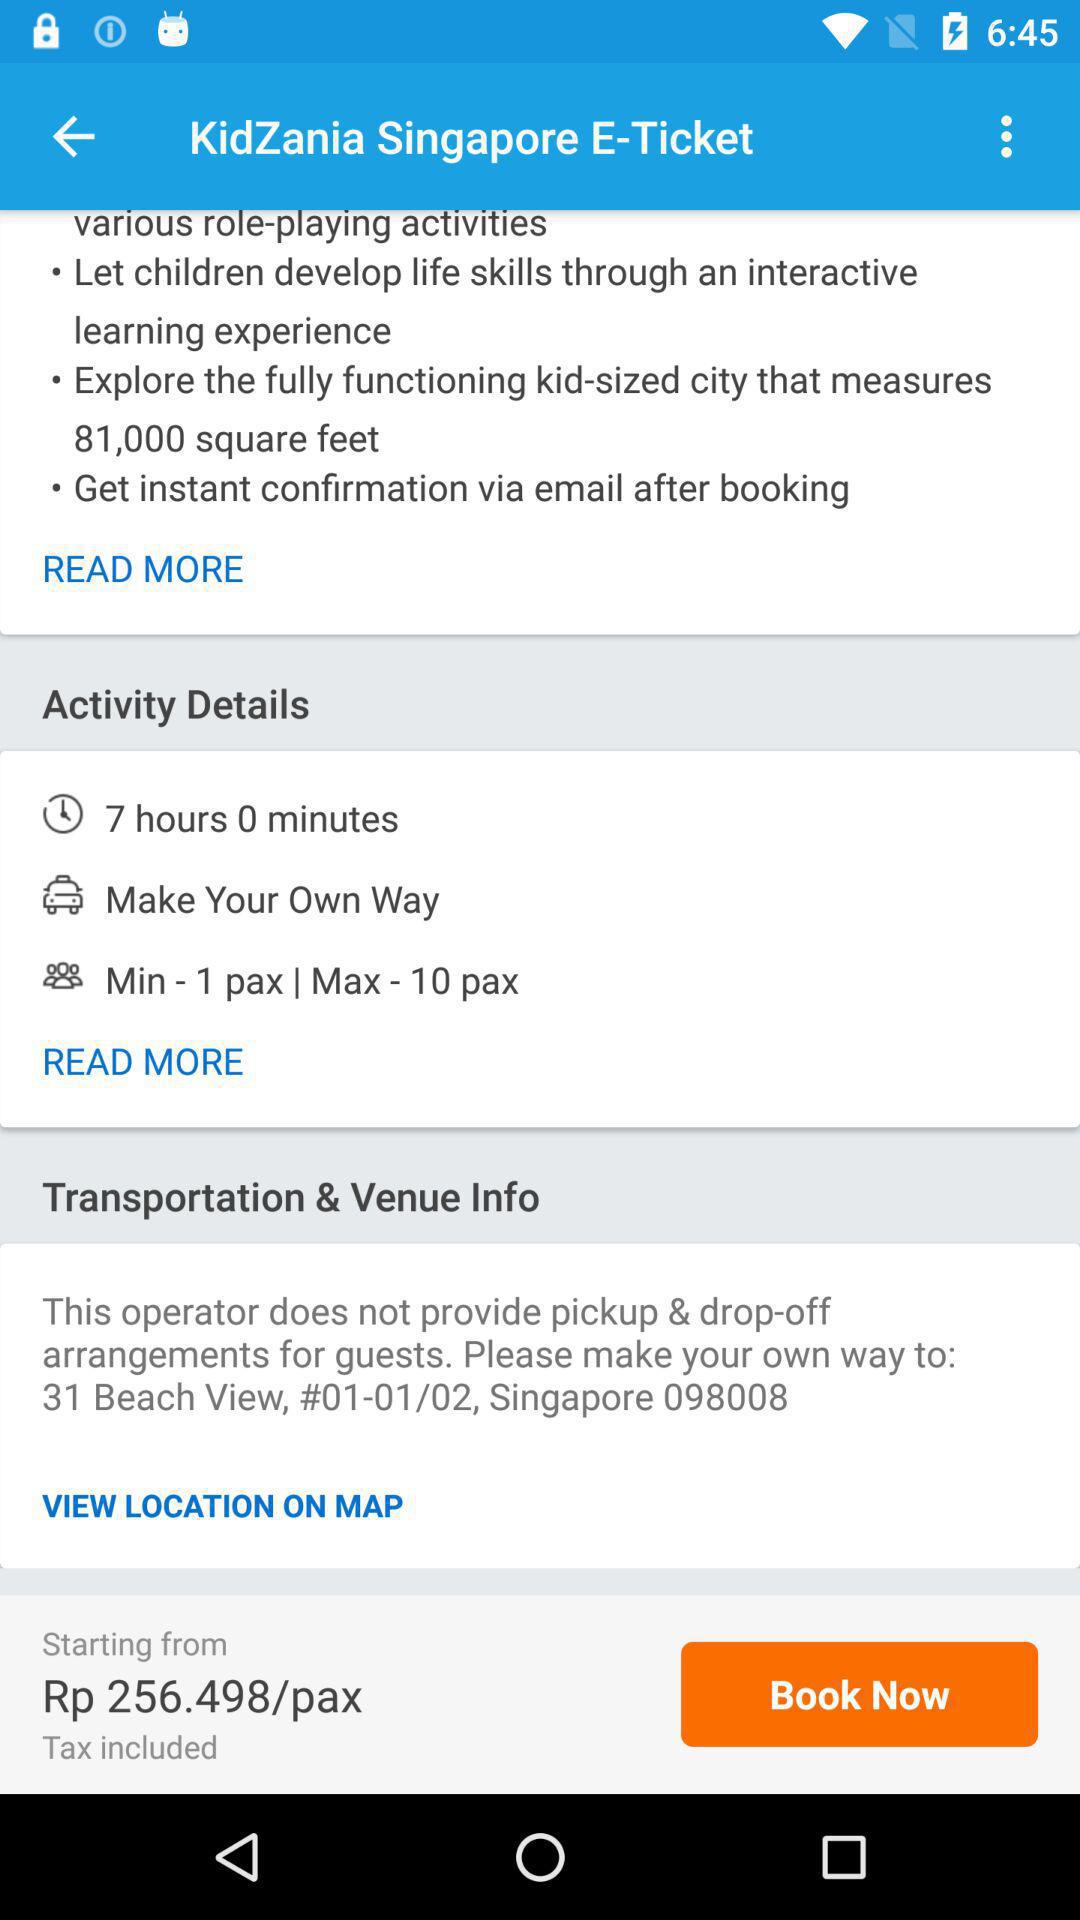 6:45
KidZania Singapore E-Ticket
various role-playing activities
• Let children develop life skills through an interactive
learning experience
• Explore the fully functioning kid-sized city that measures
81,000 square feet
• Get instant confirmation via email after booking
READ MORE
Activity Details
7 hours 0 minutes
Make Your Own Way
Min - 1 pax | Max - 10 pax
READ MORE
Transportation & Venue Info
This operator does not provide pickup & drop-off
arrangements for guests. Please make your own way to:
31 Beach View, #01-01/02, Singapore 098008
VIEW LOCATION ON MAP
Starting from
Rp 256.498/pax
Tax included
Book Now